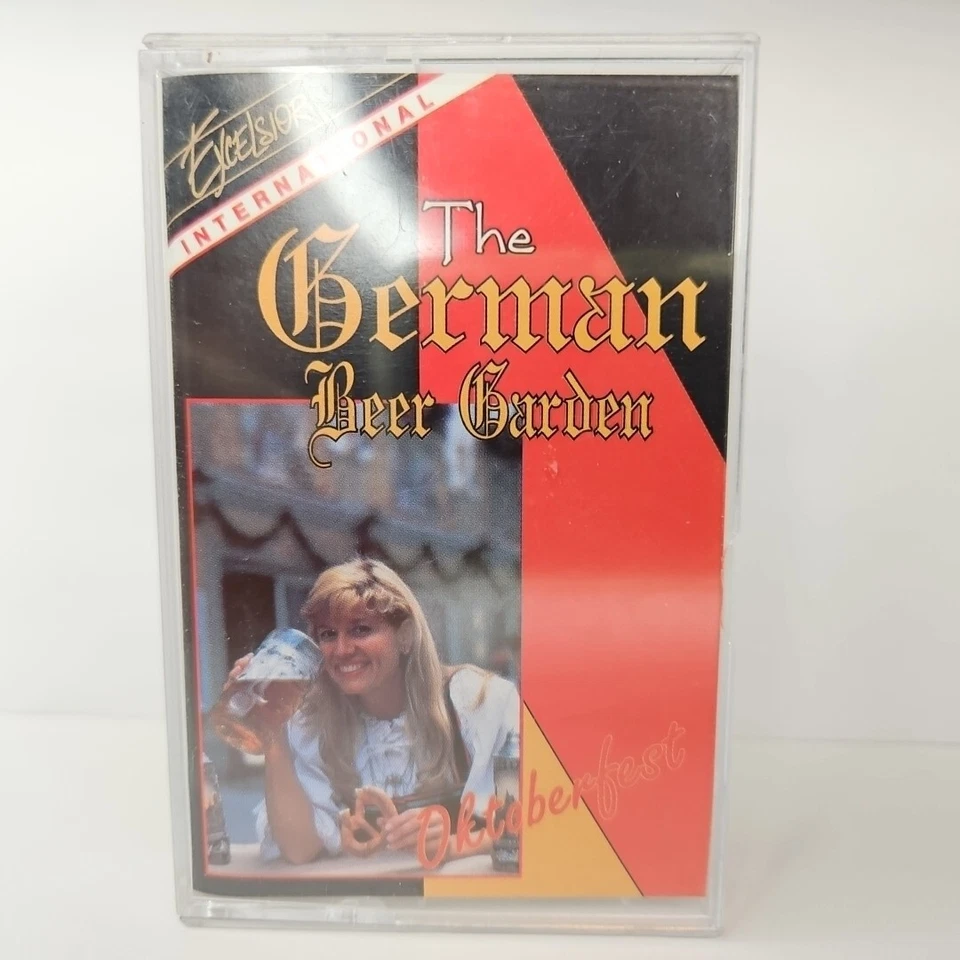 EXCELSIOR
INTERNATIONAL
The
German
Beer Garden
Oktoberfest